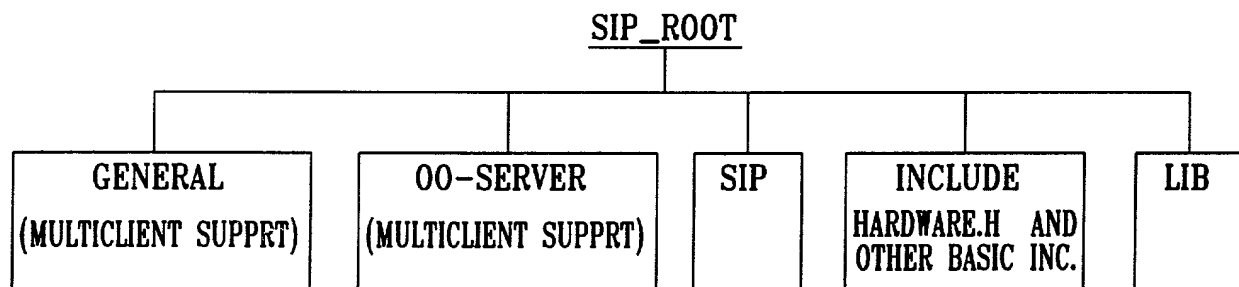 SIP_ROOT
GENERAL
(MULTICLIENT SUPPRT)
OO-SERVER
(MULTICLIENT SUPPRT)
SIP
INCLUDE
HARDWARE.H AND
OTHER BASIC INC.
LIB